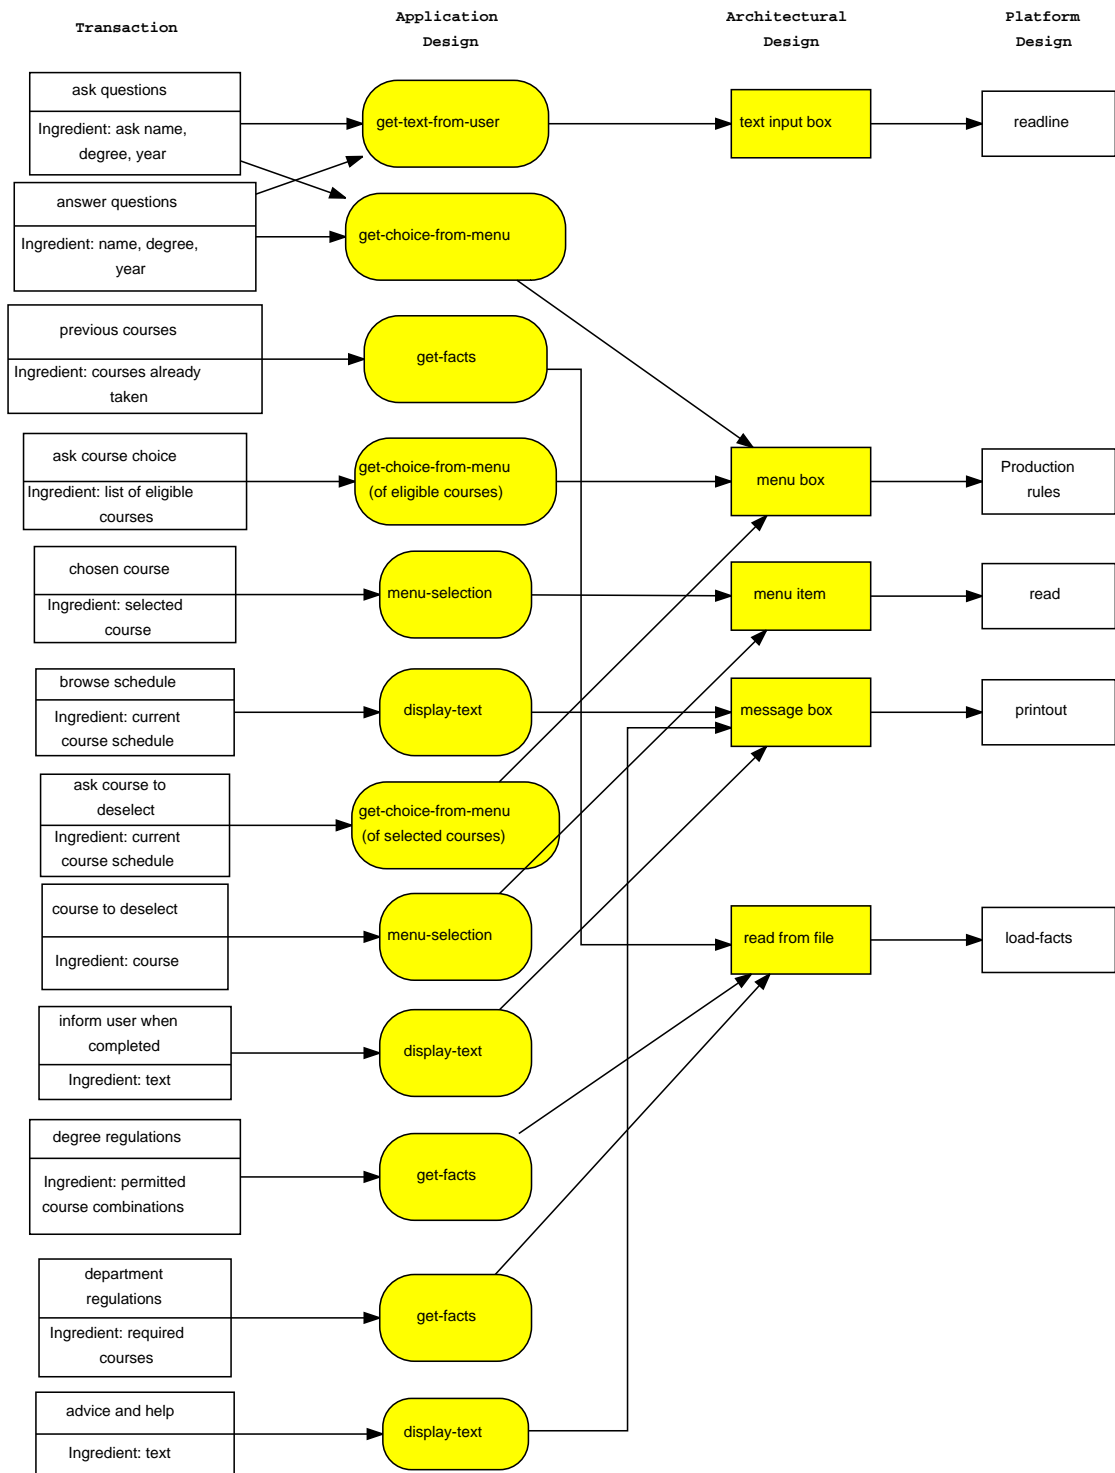 Transaction
Application
Design
Architectural
Design
Platform
Design
ask questions
Ingredient: ask name,
degree, year
get-text-from-user
text input box
readline
answer questions
Ingredient: name, degree,
year
get-choice-from-menu
previous courses
Ingredient: courses already
taken
get-facts
ask course choice
Ingredient: list of eligible
courses
get-choice-from-menu
(of eligible courses)
menu box
Production
rules
chosen course
Ingredient: selected
course
menu-selection
menu item
read
browse schedule
Ingredient: current
course schedule
display-text
message box
printout
ask course to
deselect
Ingredient: current
course schedule
get-choice-from-menu
(of selected courses)
course to deselect
Ingredient: course
menu-selection
read from file
load-facts
inform user when
completed
Ingredient: text
display-text
degree regulations
Ingredient: permitted
course combinations
get-facts
department
regulations
Ingredient: required
courses
get-facts
advice and help
Ingredient: text
display-text